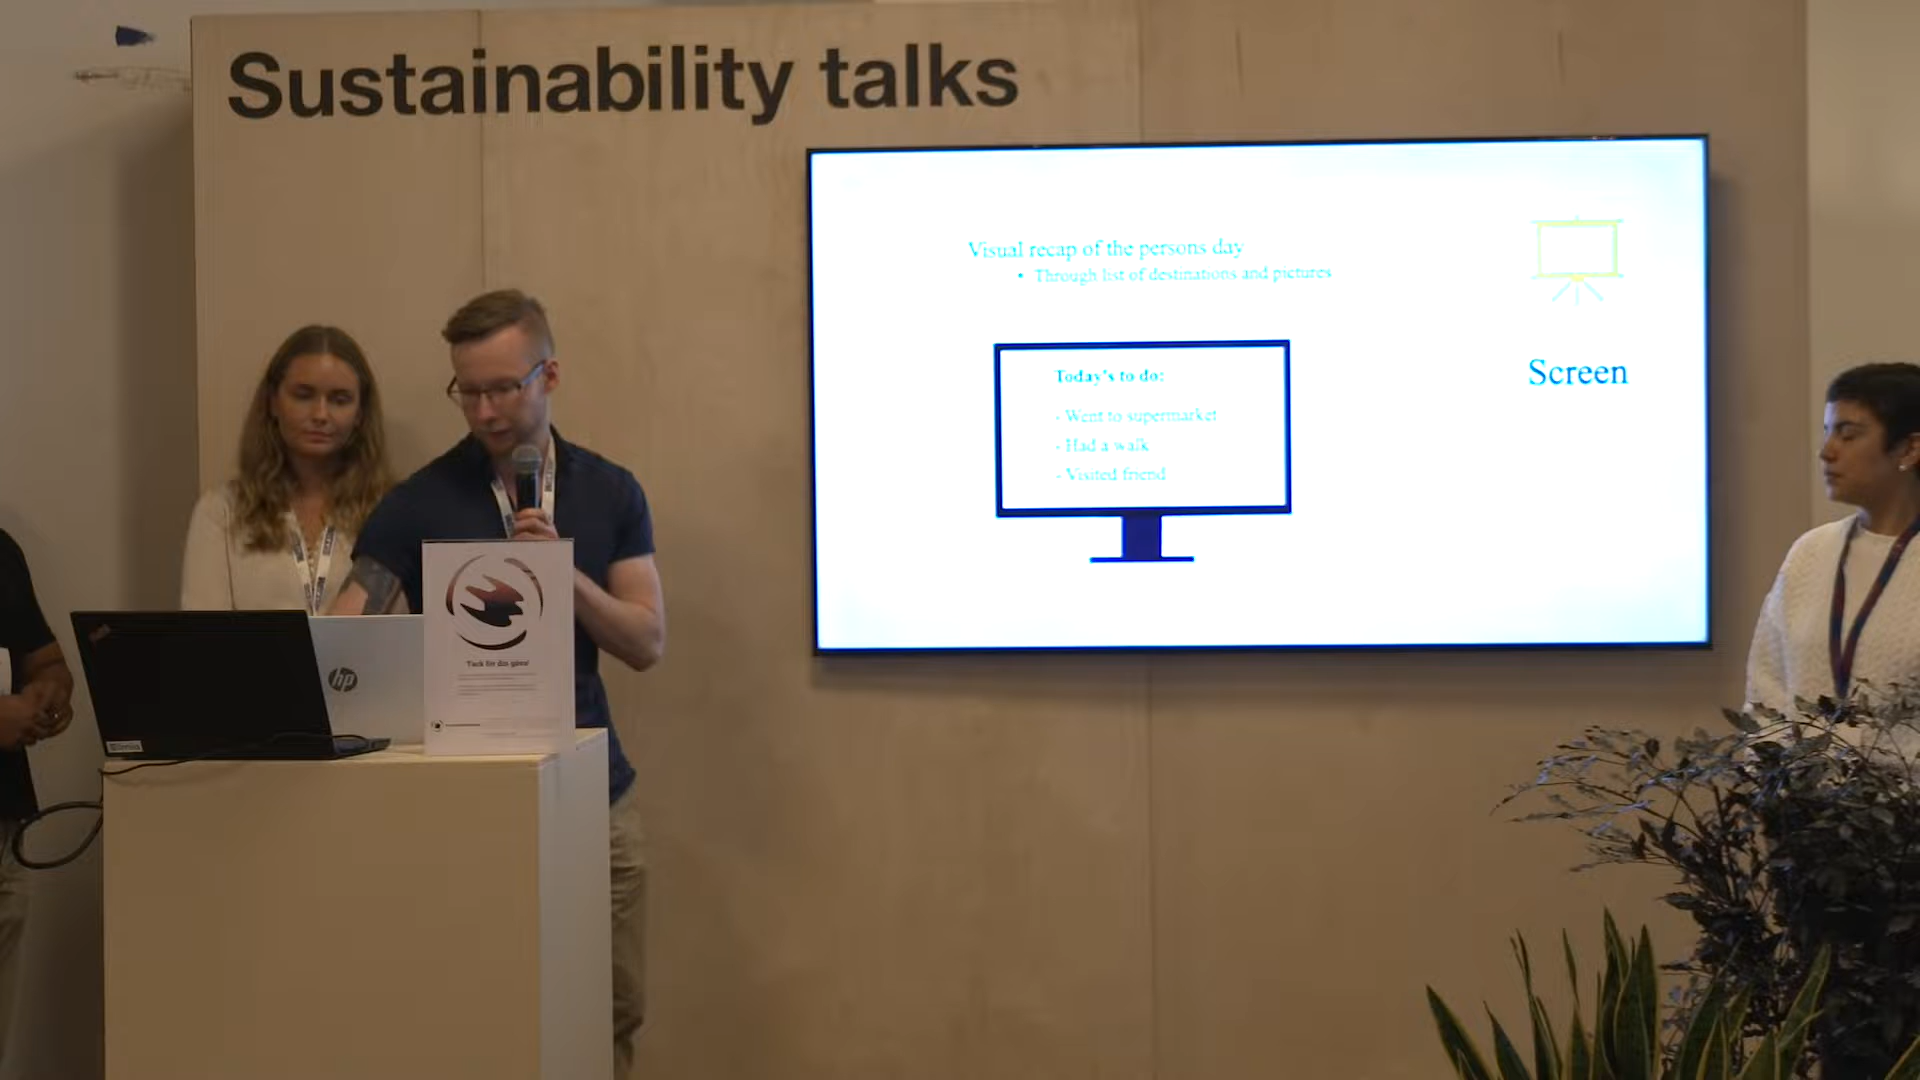 Sustainability talks
Visual recap of the persons day
• Through list of destinations and pictures
Screen
Today's to do:
- Went to supermarket
- Had a walk
- Visited friend
hp
Tack för din gåva!